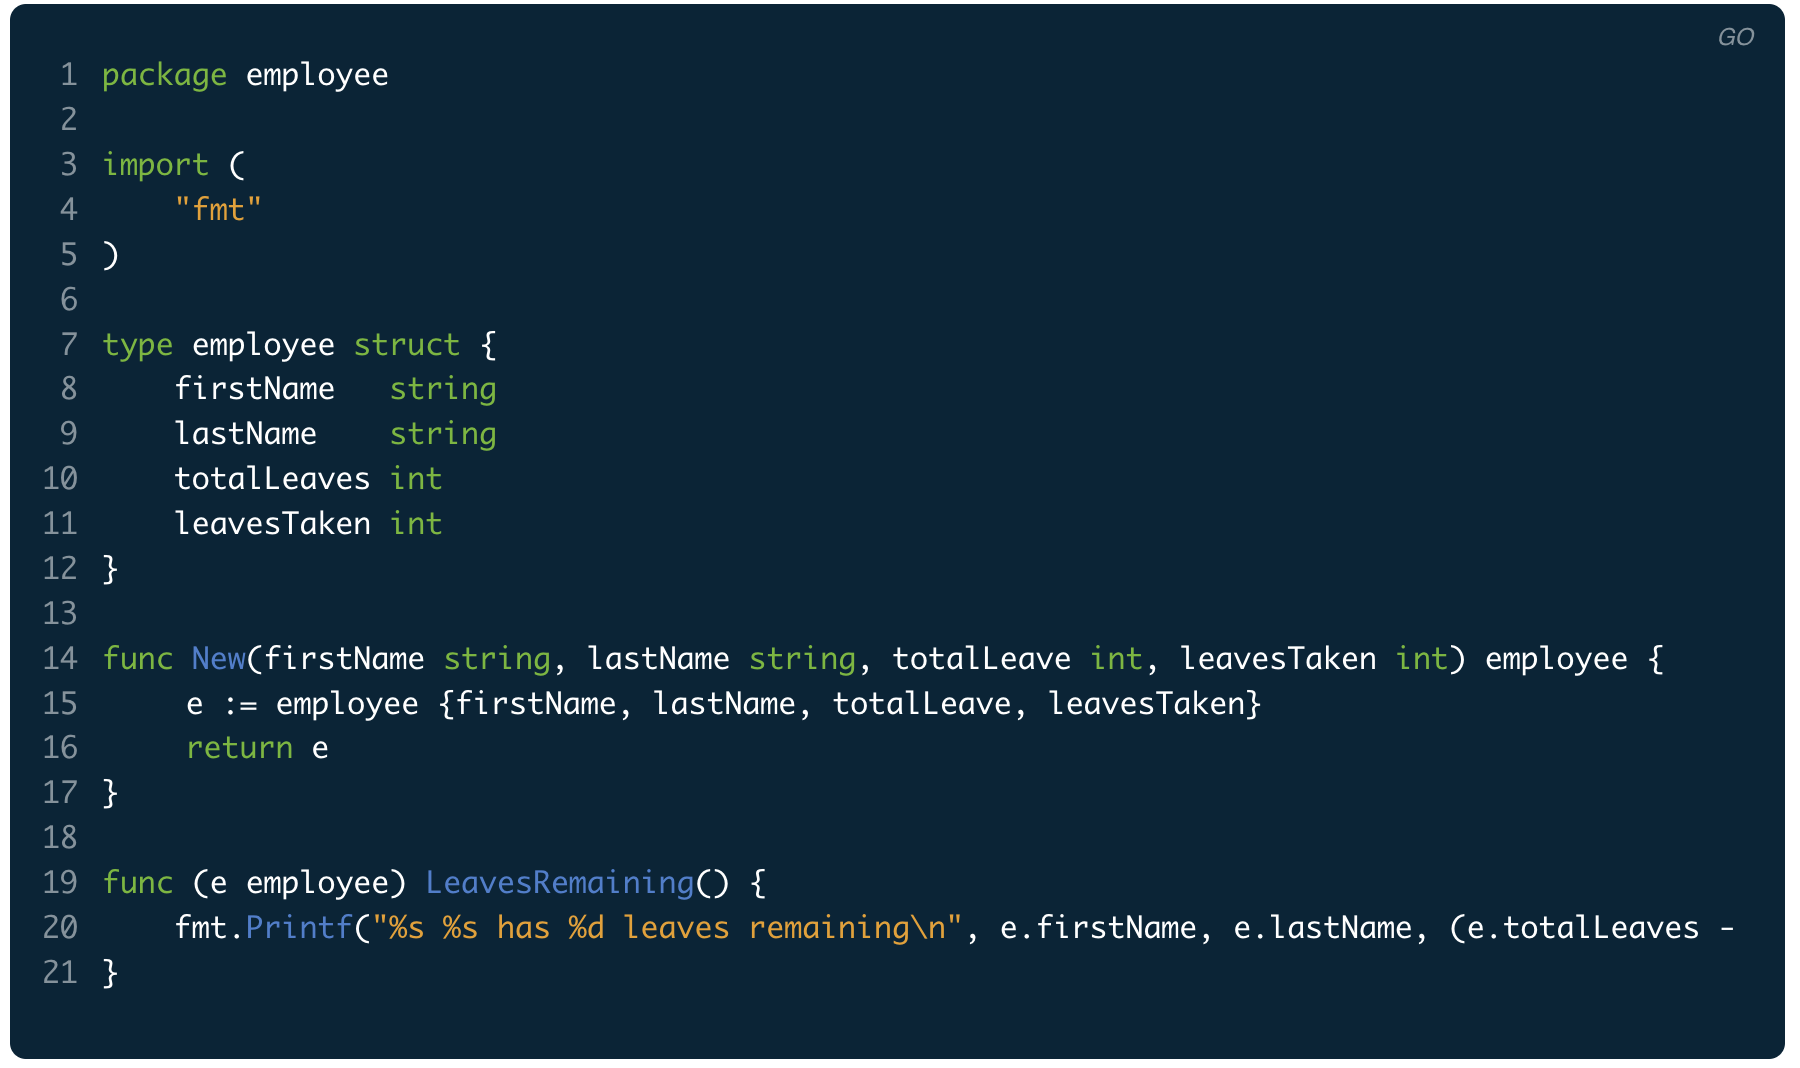 GO
1 package employee
2
3 import (
4     "fmt"
5 )
6
7 type employee struct {
8     firstName   string
9     lastName    string
10     totalLeaves int
11     leavesTaken int
12 }
13
14 func New(firstName string, lastName string, totalLeave int, leavesTaken int) employee {
15     e := employee {firstName, lastName, totalLeave, leavesTaken}
16     return e
17 }
18
19 func (e employee) LeavesRemaining() {
20     fmt.Printf("%s %s has %d leaves remaining\n", e.firstName, e.lastName, (e.totalLeaves -
21 }